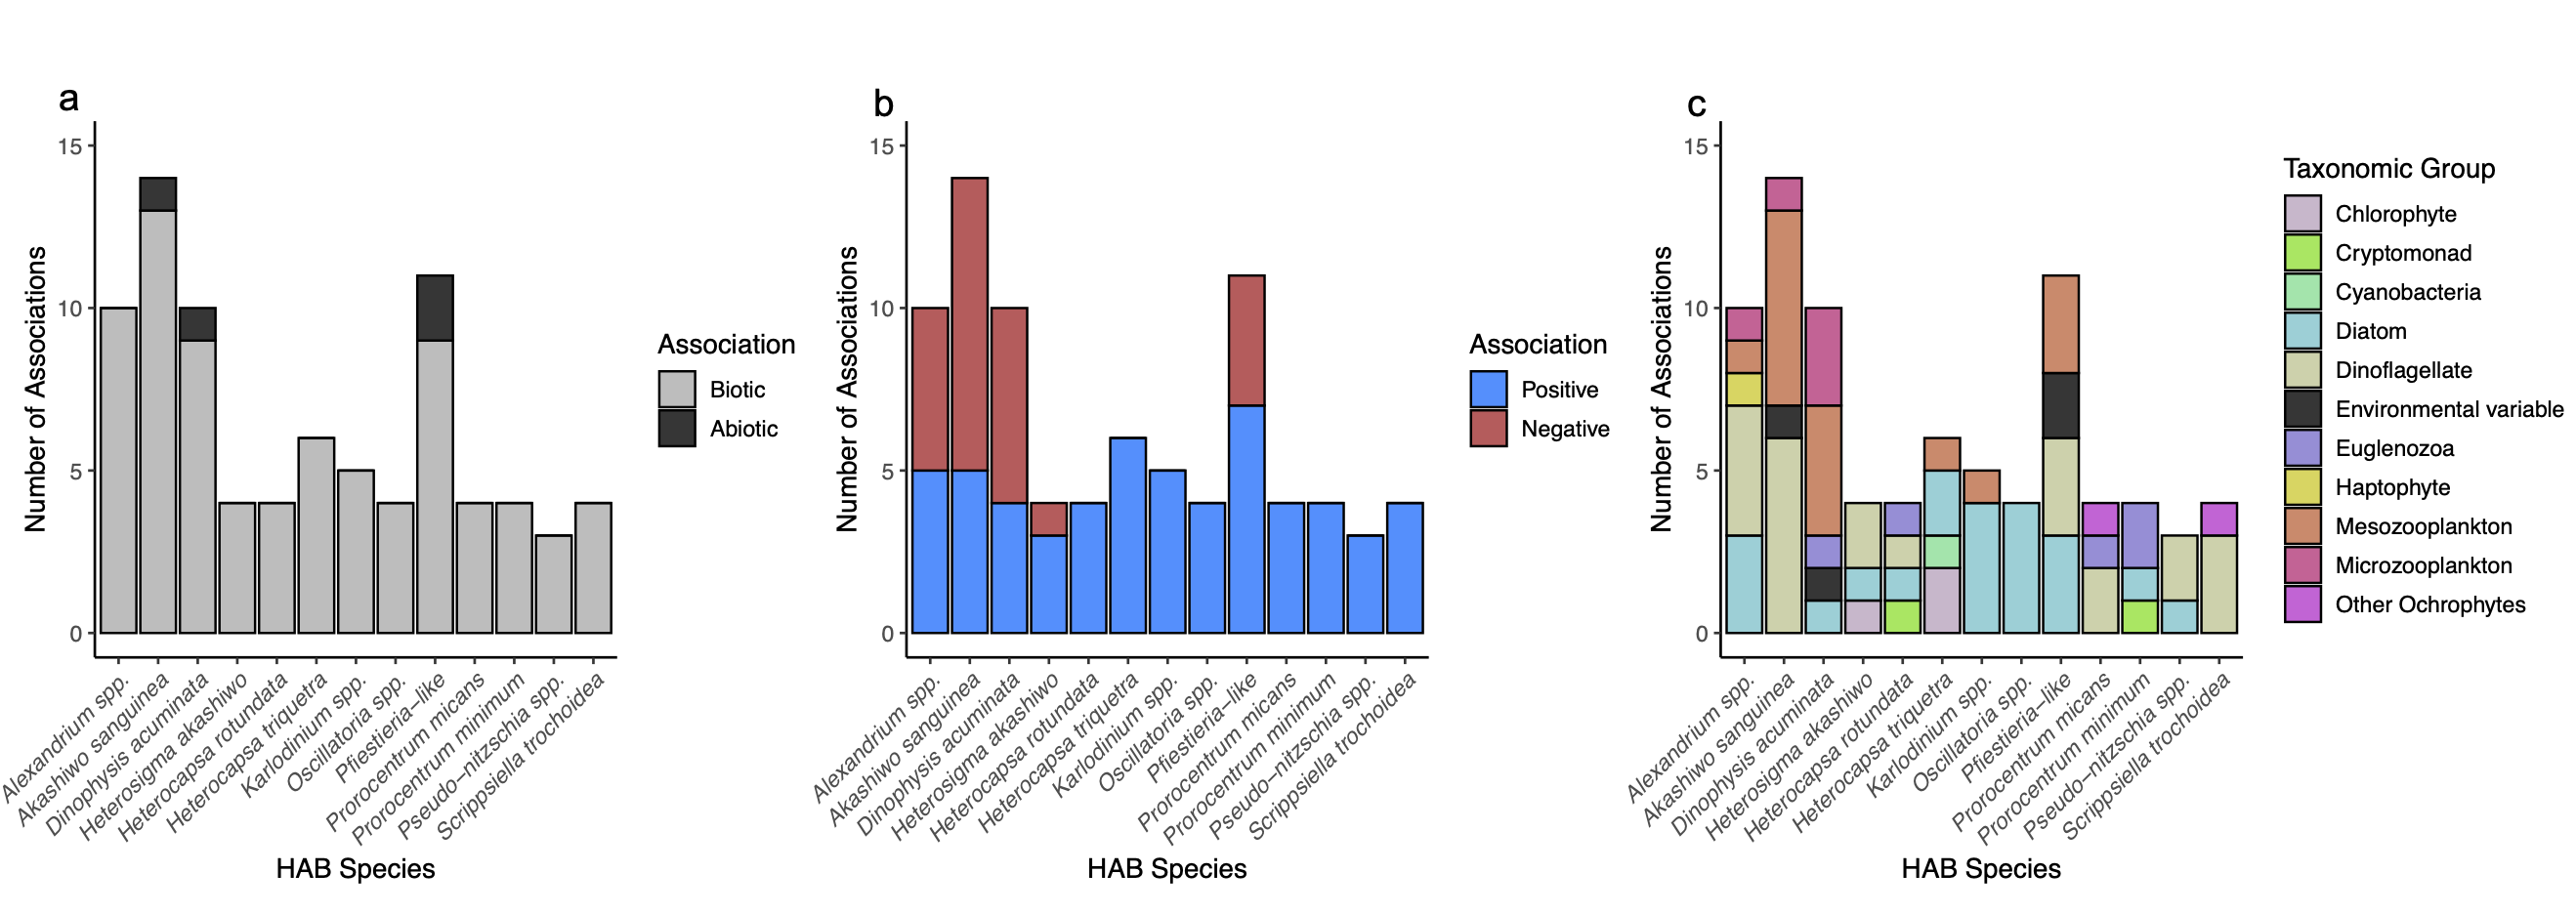 a
Number of Associations
15
10
5
0
Alexandrium spp.
Akashiwo sanguinea
Dinophysis acuminata
Heterosigma akashiwo
Heterocapsa rotundata
Heterocapsa triquetra
Karlodinium spp.
Oscillatoria spp.
Pfiesteria−like
Prorocentrum micans
Prorocentrum minimum
Pseudo−nitzschia spp.
Scrippsiella trochoidea
HAB Species
Association
Biotic
Abiotic
b
Number of Associations
15
10
5
0
Alexandrium spp.
Akashiwo sanguinea
Dinophysis acuminata
Heterosigma akashiwo
Heterocapsa rotundata
Heterocapsa triquetra
Karlodinium spp.
Oscillatoria spp.
Pfiesteria−like
Prorocentrum micans
Prorocentrum minimum
Pseudo−nitzschia spp.
Scrippsiella trochoidea
HAB Species
Association
Positive
Negative
c
Number of Associations
15
10
5
0
Alexandrium spp.
Akashiwo sanguinea
Dinophysis acuminata
Heterosigma akashiwo
Heterocapsa rotundata
Heterocapsa triquetra
Karlodinium spp.
Oscillatoria spp.
Pfiesteria−like
Prorocentrum micans
Prorocentrum minimum
Pseudo−nitzschia spp.
Scrippsiella trochoidea
HAB Species
Taxonomic Group
Chlorophyte
Cryptomonad
Cyanobacteria
Diatom
Dinoflagellate
Environmental variable
Euglenozoa
Haptophyte
Mesozooplankton
Microzooplankton
Other Ochrophytes